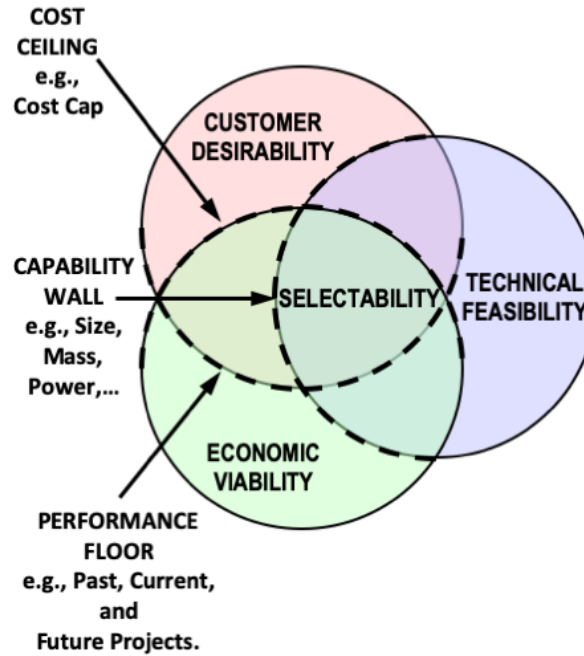 COST
CEILING
e.g.,
Cost Cap
CUSTOMER
DESIRABILITY
CAPABILITY
WALL
e.g., Size,
Mass,
Power,...
SELECTABILITY
TECHNICAL
FEASIBILITY
ECONOMIC
VIABILITY
PERFORMANCE
FLOOR
e.g., Past, Current,
and
Future Projects.